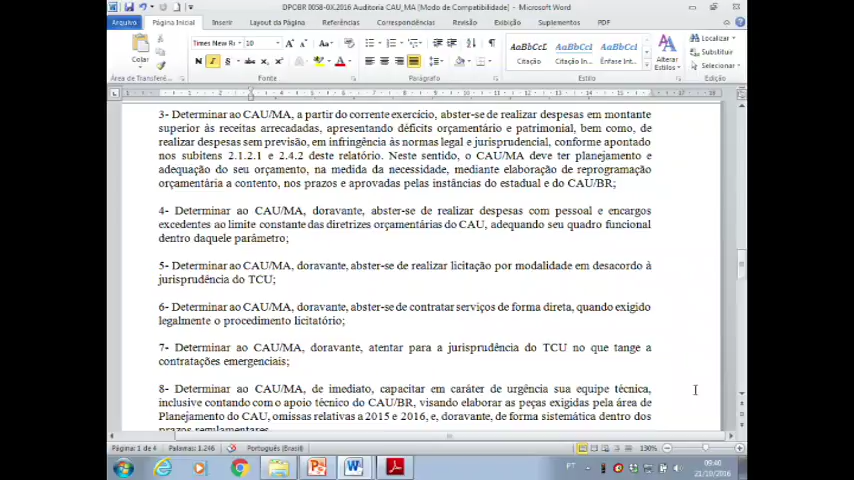 DPOBR 0058-0X.2016 Auditoria CAU_MA [Modo de Compatibilidade] - Microsoft Word
Arquivo Página Inicial Inserir Layout da Página Referências Correspondências Revisão Exibição Suplementos PDF
Colar
Times New Ro 10
N I S abc x₂ x²
AaBbCcD AaBbCcL AaBbCcL
Citação Citação In... Ênfase Int...
Alterar Estilos
Localizar
Substituir
Selecionar
Área de Transferê... Fonte Parágrafo Estilo Edição
3- Determinar ao CAU/MA, a partir do corrente exercício, abster-se de realizar despesas em montante
superior às receitas arrecadadas, apresentando déficits orçamentário e patrimonial, bem como, de
realizar despesas sem previsão, em infringência às normas legal e jurisprudencial, conforme apontado
nos subitens 2.1.2.1 e 2.4.2 deste relatório. Neste sentido, o CAU/MA deve ter planejamento e
adequação do seu orçamento, na medida da necessidade, mediante elaboração de reprogramação
orçamentária a contento, nos prazos e aprovadas pelas instâncias do estadual e do CAU/BR;
4- Determinar ao CAU/MA, doravante, abster-se de realizar despesas com pessoal e encargos
excedentes ao limite constante das diretrizes orçamentárias do CAU, adequando seu quadro funcional
dentro daquele parâmetro;
5- Determinar ao CAU/MA, doravante, abster-se de realizar licitação por modalidade em desacordo à
jurisprudência do TCU;
6- Determinar ao CAU/MA, doravante, abster-se de contratar serviços de forma direta, quando exigido
legalmente o procedimento licitatório;
7- Determinar ao CAU/MA, doravante, atentar para a jurisprudência do TCU no que tange a
contratações emergenciais;
8- Determinar ao CAU/MA, de imediato, capacitar em caráter de urgência sua equipe técnica,
inclusive contando com o apoio técnico do CAU/BR, visando elaborar as peças exigidas pela área de
Planejamento do CAU, omissas relativas a 2015 e 2016, e, doravante, de forma sistemática dentro dos
prazos regulamentares
Página: 1 de 4 Palavras: 1.246 Português (Brasil) 130%
PT 09:40
21/10/2016